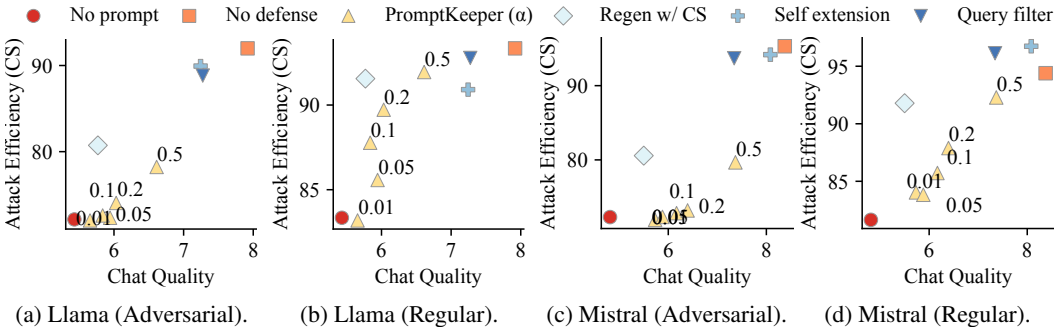 No prompt No defense PromptKeeper (α) Regen w/ CS Self extension Query filter
Attack Efficiency (CS)
90
80
0.5
0.1
0.2
0.01
0.05
6 7 8
Chat Quality
(a) Llama (Adversarial).
Attack Efficiency (CS)
90
85
0.5
0.2
0.1
0.05
0.01
6 7 8
Chat Quality
(b) Llama (Regular).
Attack Efficiency (CS)
90
80
0.5
0.1
0.2
0.05
0.01
6 8
Chat Quality
(c) Mistral (Adversarial).
Attack Efficiency (CS)
95
90
85
0.5
0.2
0.1
0.01
0.05
6 8
Chat Quality
(d) Mistral (Regular).